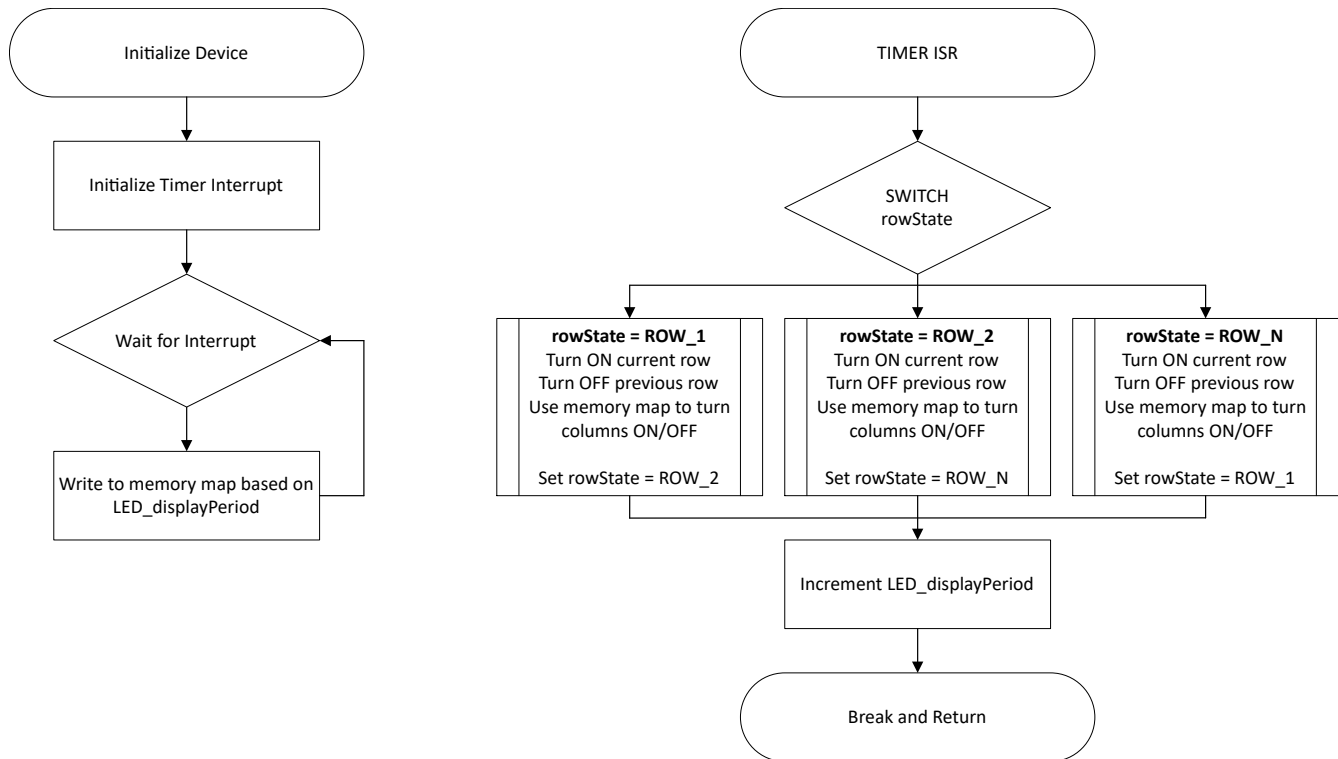 Initialize Device
Initialize Timer Interrupt
Wait for Interrupt
Write to memory map based on
LED_displayPeriod
TIMER ISR
SWITCH
rowState
rowState = ROW_1
Turn ON current row
Turn OFF previous row
Use memory map to turn
columns ON/OFF
Set rowState = ROW_2
rowState = ROW_2
Turn ON current row
Turn OFF previous row
Use memory map to turn
columns ON/OFF
Set rowState = ROW_N
rowState = ROW_N
Turn ON current row
Turn OFF previous row
Use memory map to turn
columns ON/OFF
Set rowState = ROW_1
Increment LED_displayPeriod
Break and Return